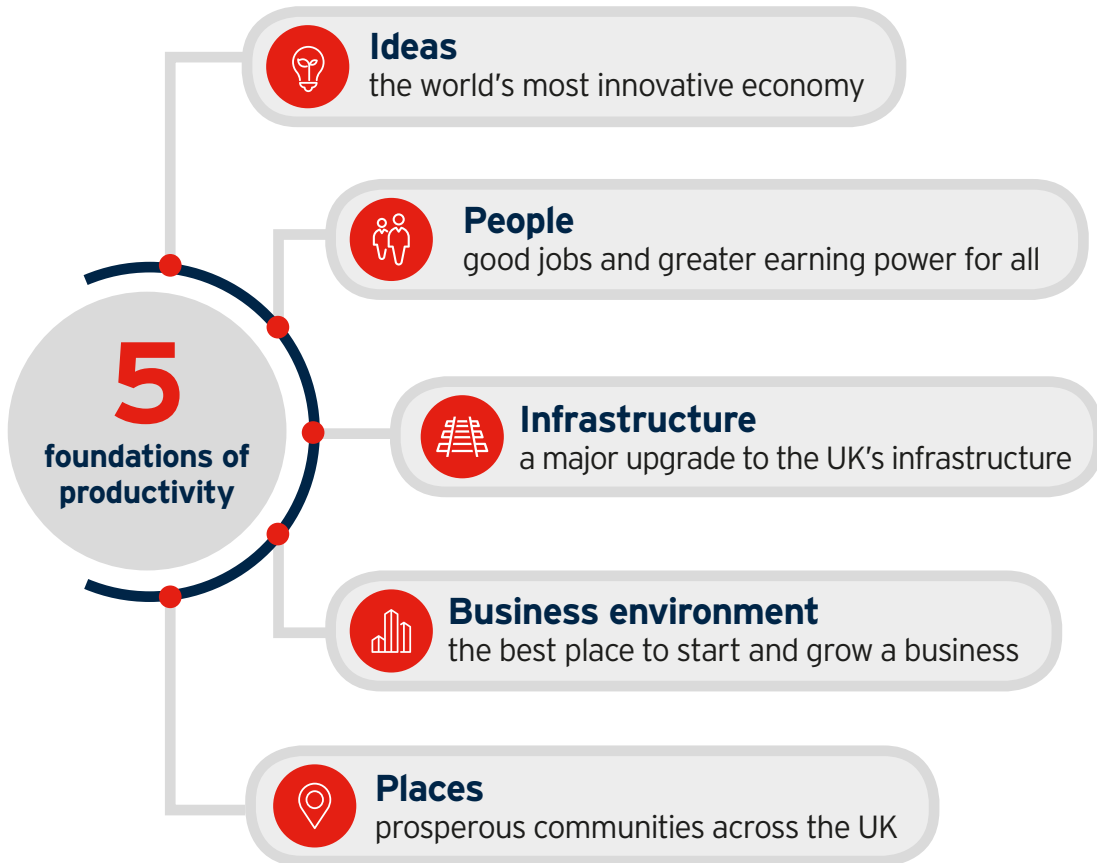 Ideas
the world's most innovative economy
People
good jobs and greater earning power for all
5
foundations of
productivity
Infrastructure
a major upgrade to the UK's infrastructure
Business environment
the best place to start and grow a business
Places
prosperous communities across the UK